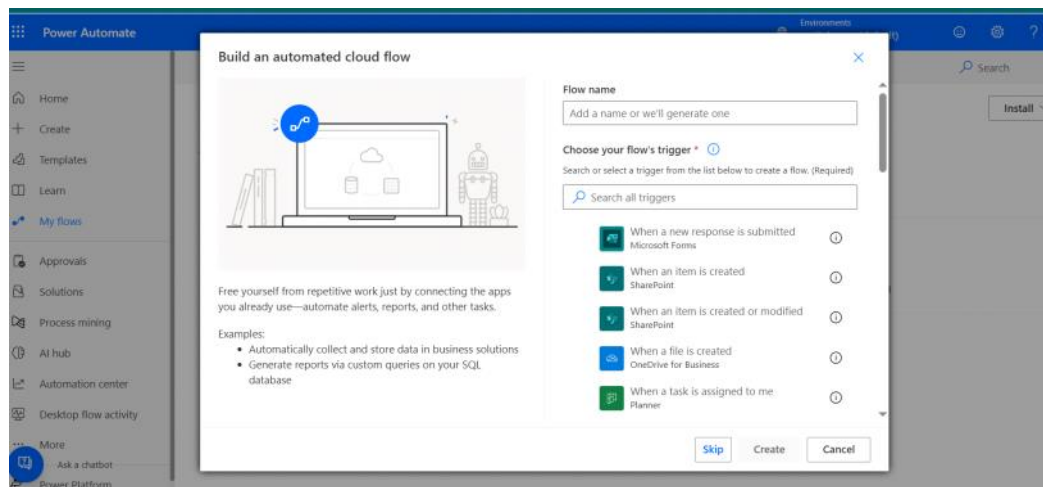 Power Automate
Environments
Search
Install
Home
Create
Templates
Learn
My flows
Approvals
Solutions
Process mining
AI hub
Automation center
Desktop flow activity
More
Ask a chatbot
Power Platform
Build an automated cloud flow
Free yourself from repetitive work just by connecting the apps
you already use—automate alerts, reports, and other tasks.
Examples:
• Automatically collect and store data in business solutions
• Generate reports via custom queries on your SQL
database
Flow name
Add a name or we'll generate one
Choose your flow's trigger *
Search or select a trigger from the list below to create a flow. (Required)
Search all triggers
When a new response is submitted
Microsoft Forms
When an item is created
SharePoint
When an item is created or modified
SharePoint
When a file is created
OneDrive for Business
When a task is assigned to me
Planner
Skip
Create
Cancel